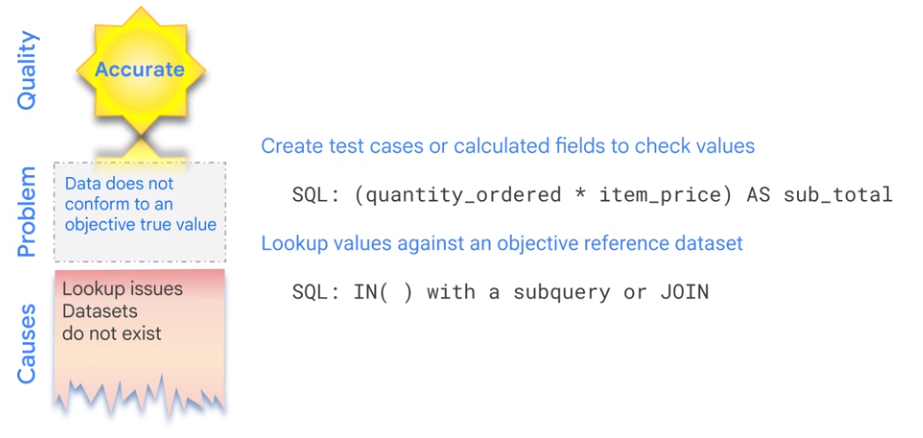 Quality
Accurate
Problem
Data does not
conform to an
objective true value
Causes
Lookup issues
Datasets
do not exist
Create test cases or calculated fields to check values
SQL: (quantity_ordered * item_price) AS sub_total
Lookup values against an objective reference dataset
SQL: IN( ) with a subquery or JOIN